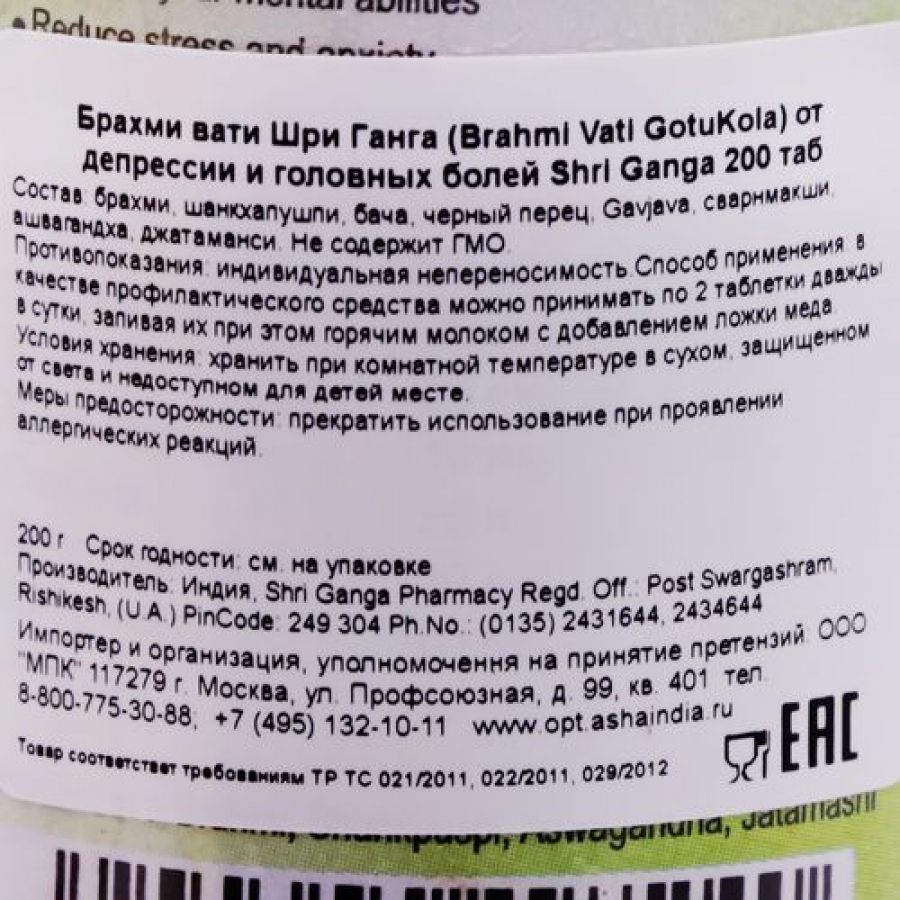 mental abilities
•Reduce stress and anxiety
Брахми вати Шри Ганга (Brahmi Vati GotuKola) от
депрессии и головных болей Shri Ganga 200 таб
Состав: брахми, шанкхапушпи, бача, черный перец, Gavjava, сварнмакши,
ашвагандха, джатаманси. Не содержит ГМО.
Противопоказания: индивидуальная непереносимость.Способ применения: в
качестве профилактического средства можно принимать по 2 таблетки дважды
в сутки, запивая их при этом горячим молоком с добавлением ложки меда.
Условия хранения: хранить при комнатной температуре в сухом, защищенном
от света и недоступном для детей месте.
Меры предосторожности: прекратить использование при проявлении
аллергических реакций.
200 г Срок годности: см. на упаковке
Производитель: Индия, Shri Ganga Pharmacy Regd. Off.: Post Swargashram,
Rishikesh, (U.A.) PinCode: 249 304 Ph.No.: (0135) 2431644, 2434644
Импортер и организация, уполномочення на принятие претензий: ООО
"МПК" 117279 г. Москва, ул. Профсоюзная, д. 99, кв. 401 тел.
8-800-775-30-88; +7 (495) 132-10-11 www.opt.ashaindia.ru
EAC
Товар соответствает требованиям ТР ТС 021/2011, 022/2011, 029/2012
Aswagandha, Jatamashi